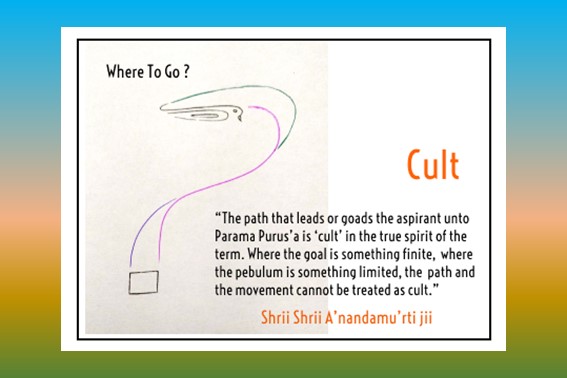 Where To Go ?
Cult
“The path that leads or goads the aspirant unto
Parama Purus’a is ‘cult’ in the true spirit of the
term. Where the goal is something finite, where
the pebulum is something limited, the path and
the movement cannot be treated as cult.”
Shrii Shrii A’nandamu’rti jii